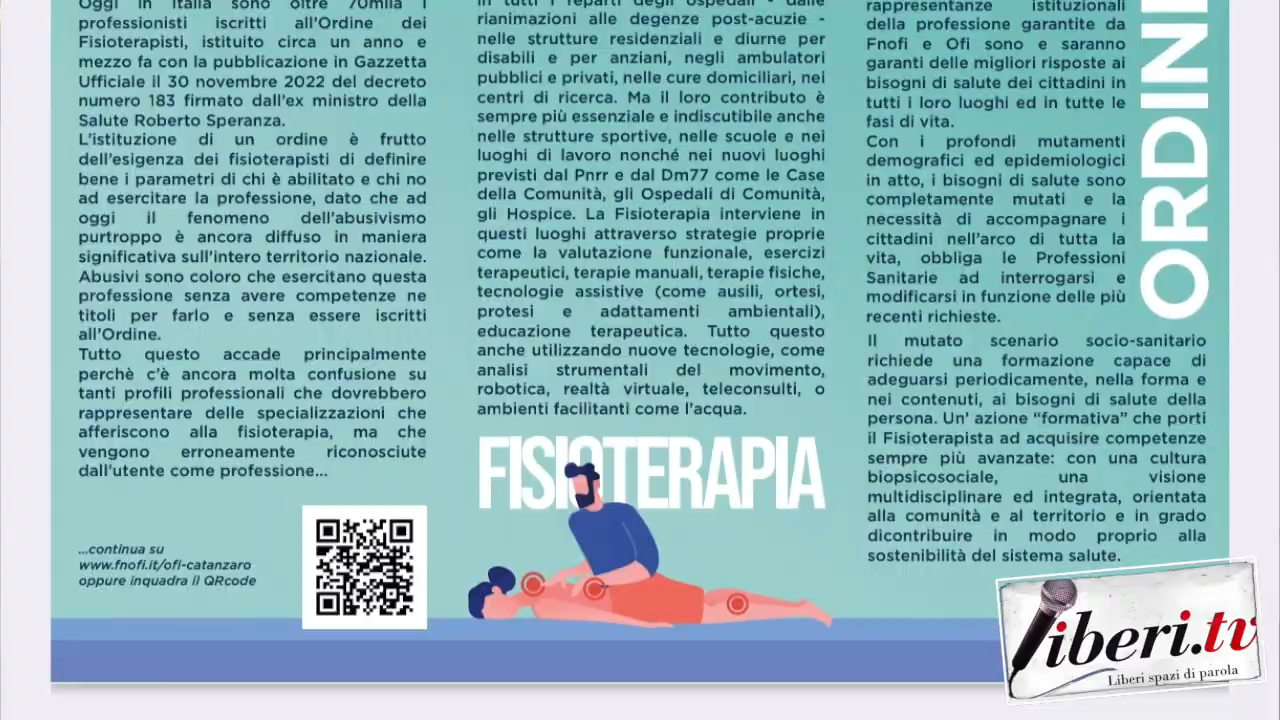 Oggi in Italia sono oltre 70mila i
professionisti iscritti all'Ordine dei
Fisioterapisti, istituito circa un anno e
mezzo fa con la pubblicazione in Gazzetta
Ufficiale il 30 novembre 2022 del decreto
numero 183 firmato dall'ex ministro della
Salute Roberto Speranza.
L'istituzione di un ordine è frutto
dell'esigenza dei fisioterapisti di definire
bene i parametri di chi è abilitato e chi no
ad esercitare la professione, dato che ad
oggi il fenomeno dell'abusivismo
purtroppo è ancora diffuso in maniera
significativa sull'intero territorio nazionale.
Abusivi sono coloro che esercitano questa
professione senza avere competenze ne
titoli per farlo e senza essere iscritti
all'Ordine.
Tutto questo accade principalmente
perchè c'è ancora molta confusione su
tanti profili professionali che dovrebbero
rappresentare delle specializzazioni che
afferiscono alla fisioterapia, ma che
vengono erroneamente riconosciute
dall'utente come professione...
...continua su
www.fnofi.it/ofi-catanzaro
oppure inquadra il QRcode
in tutti i reparti degli ospedali - dalle
rianimazioni alle degenze post-acuzie -
nelle strutture residenziali e diurne per
disabili e per anziani, negli ambulatori
pubblici e privati, nelle cure domiciliari, nei
centri di ricerca. Ma il loro contributo è
sempre più essenziale e indiscutibile anche
nelle strutture sportive, nelle scuole e nei
luoghi di lavoro nonché nei nuovi luoghi
previsti dal Pnrr e dal Dm77 come le Case
della Comunità, gli Ospedali di Comunità,
gli Hospice. La Fisioterapia interviene in
questi luoghi attraverso strategie proprie
come la valutazione funzionale, esercizi
terapeutici, terapie manuali, terapie fisiche,
tecnologie assistive (come ausili, ortesi,
protesi e adattamenti ambientali),
educazione terapeutica. Tutto questo
anche utilizzando nuove tecnologie, come
analisi strumentali del movimento,
robotica, realtà virtuale, teleconsulti, o
ambienti facilitanti come l'acqua.
FISIOTERAPIA
rappresentanze istituzionali
della professione garantite da
Fnofi e Ofi sono e saranno
garanti delle migliori risposte ai
bisogni di salute dei cittadini in
tutti i loro luoghi ed in tutte le
fasi di vita.
Con i profondi mutamenti
demografici ed epidemiologici
in atto, i bisogni di salute sono
completamente mutati e la
necessità di accompagnare i
cittadini nell'arco di tutta la
vita, obbliga le Professioni
Sanitarie ad interrogarsi e
modificarsi in funzione delle più
recenti richieste.
Il mutato scenario socio-sanitario
richiede una formazione capace di
adeguarsi periodicamente, nella forma e
nei contenuti, ai bisogni di salute della
persona. Un' azione "formativa" che porti
il Fisioterapista ad acquisire competenze
sempre più avanzate: con una cultura
biopsicosociale, una visione
multidisciplinare ed integrata, orientata
alla comunità e al territorio e in grado
dicontribuire in modo proprio alla
sostenibilità del sistema salute.
ORDIN
liberi.tv
Liberi spazi di parola